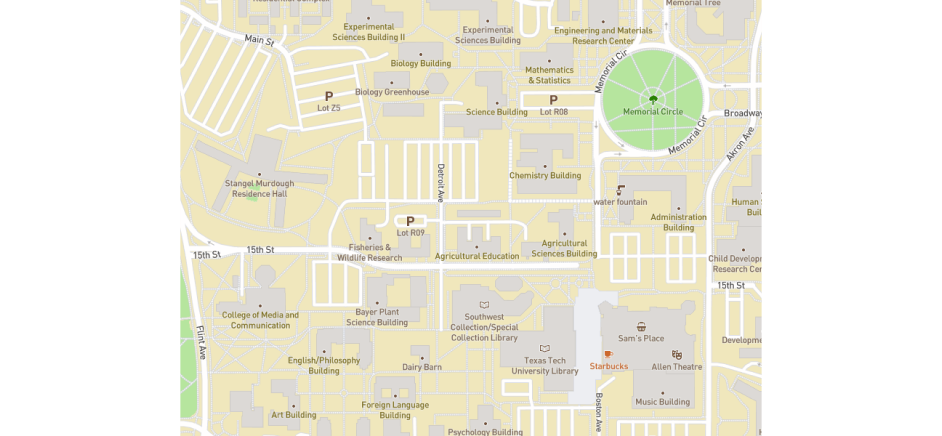 Memorial Tree
Experimental
Sciences Building II
Experimental
Sciences Building
Engineering and Materials
Research Center
Main St
Biology Building
Mathematics
& Statistics
Memorial Cir
Biology Greenhouse
P
Lot Z5
Science Building
P
Lot R08
Memorial Circle
Broadway
Memorial Cir
Akron Ave
Detroit Ave
Chemistry Building
Stangel Murdough
Residence Hall
water fountain
Administration
Building
Human
P
Lot R09
15th St
15th St
Fisheries &
Wildlife Research
Agricultural Education
Agricultural
Sciences Building
Child Develop
Research Cen
15th St
College of Media and
Communication
Bayer Plant
Science Building
Southwest
Collection/Special
Collection Library
Sam's Place
Flint Ave
English/Philosophy
Building
Dairy Barn
Texas Tech
University Library
Starbucks
Allen Theatre
Developme
Foreign Language
Building
Art Building
Boston Ave
Music Building
Psychology Building